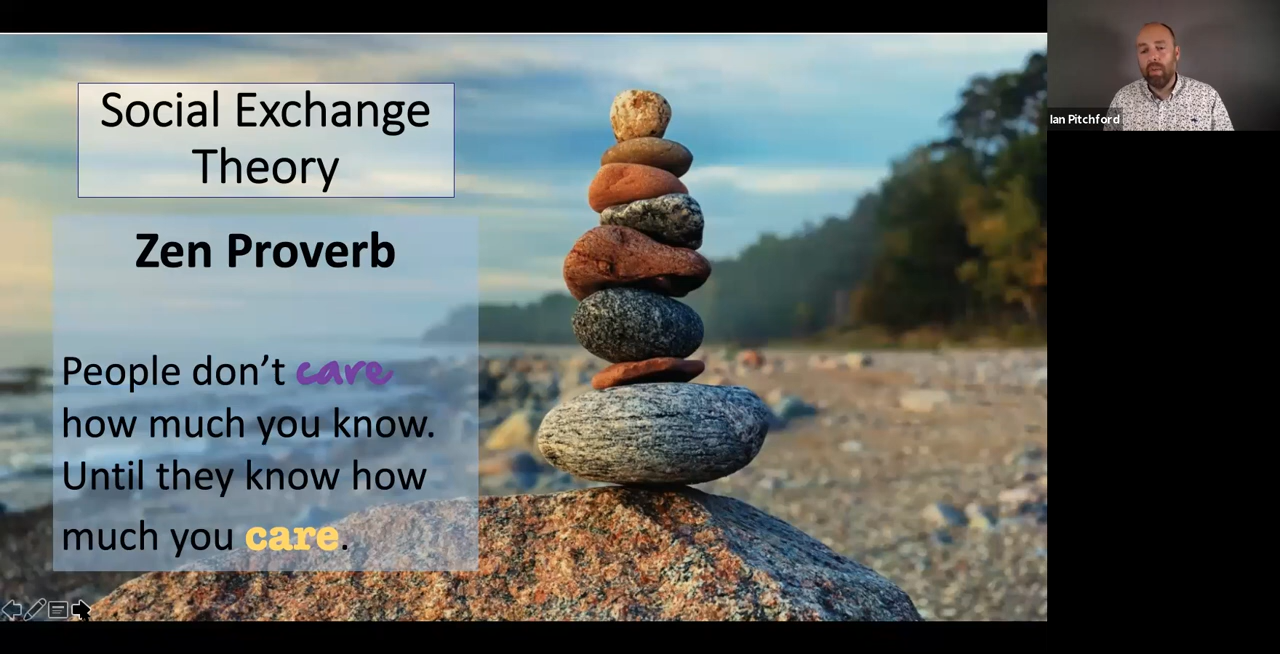 Social Exchange
Theory
Zen Proverb
People don’t care
how much you know.
Until they know how
much you care.
Ian Pitchford